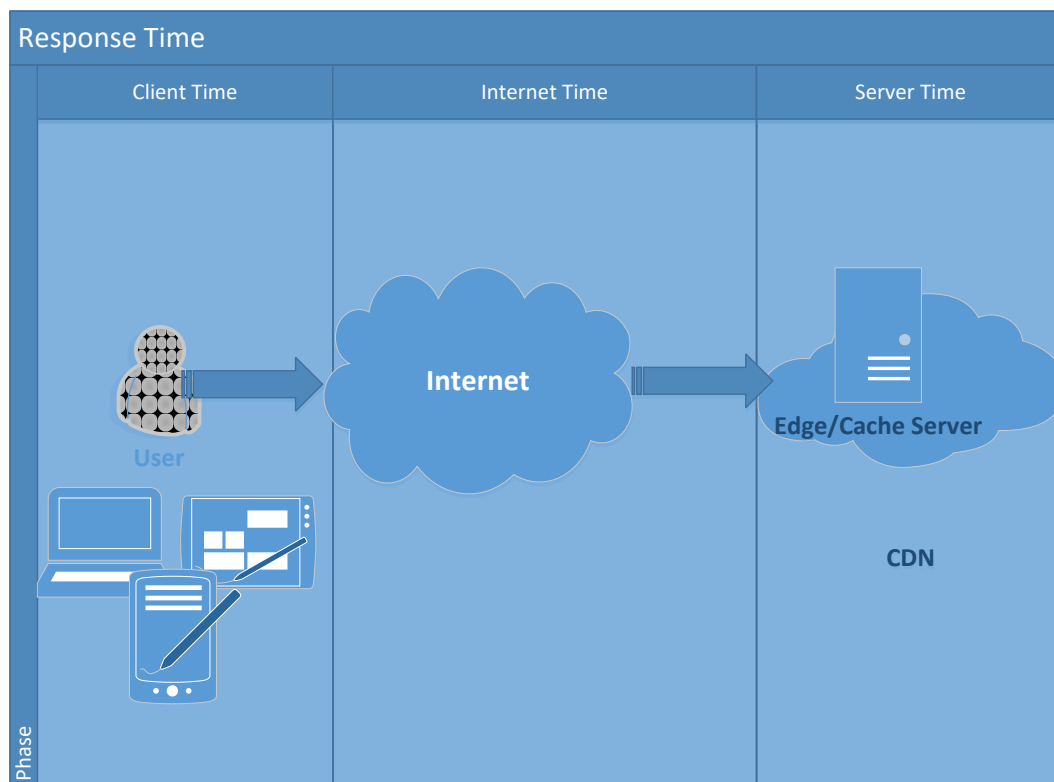 Response Time
Client Time
Internet Time
Server Time
Internet
Edge/Cache Server
User
CDN
Phase